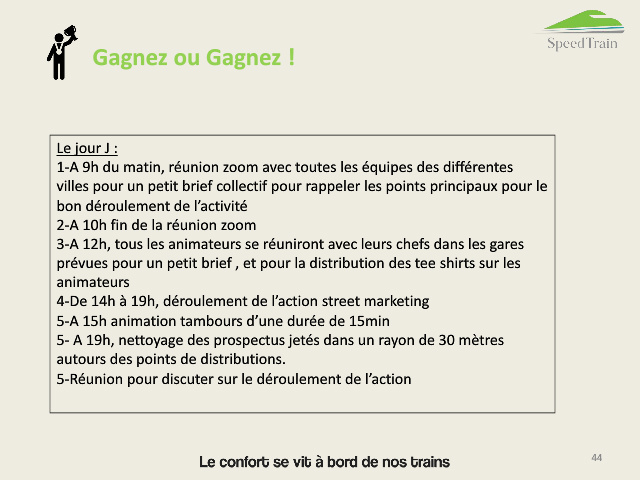 Gagnez ou Gagnez !
SpeedTrain
Le jour J :
1-A 9h du matin, réunion zoom avec toutes les équipes des différentes
villes pour un petit brief collectif pour rappeler les points principaux pour le
bon déroulement de l’activité
2-A 10h fin de la réunion zoom
3-A 12h, tous les animateurs se réuniront avec leurs chefs dans les gares
prévues pour un petit brief , et pour la distribution des tee shirts sur les
animateurs
4-De 14h à 19h, déroulement de l’action street marketing
5-A 15h animation tambours d’une durée de 15min
5- A 19h, nettoyage des prospectus jetés dans un rayon de 30 mètres
autours des points de distributions.
5-Réunion pour discuter sur le déroulement de l’action
Le confort se vit à bord de nos trains
44